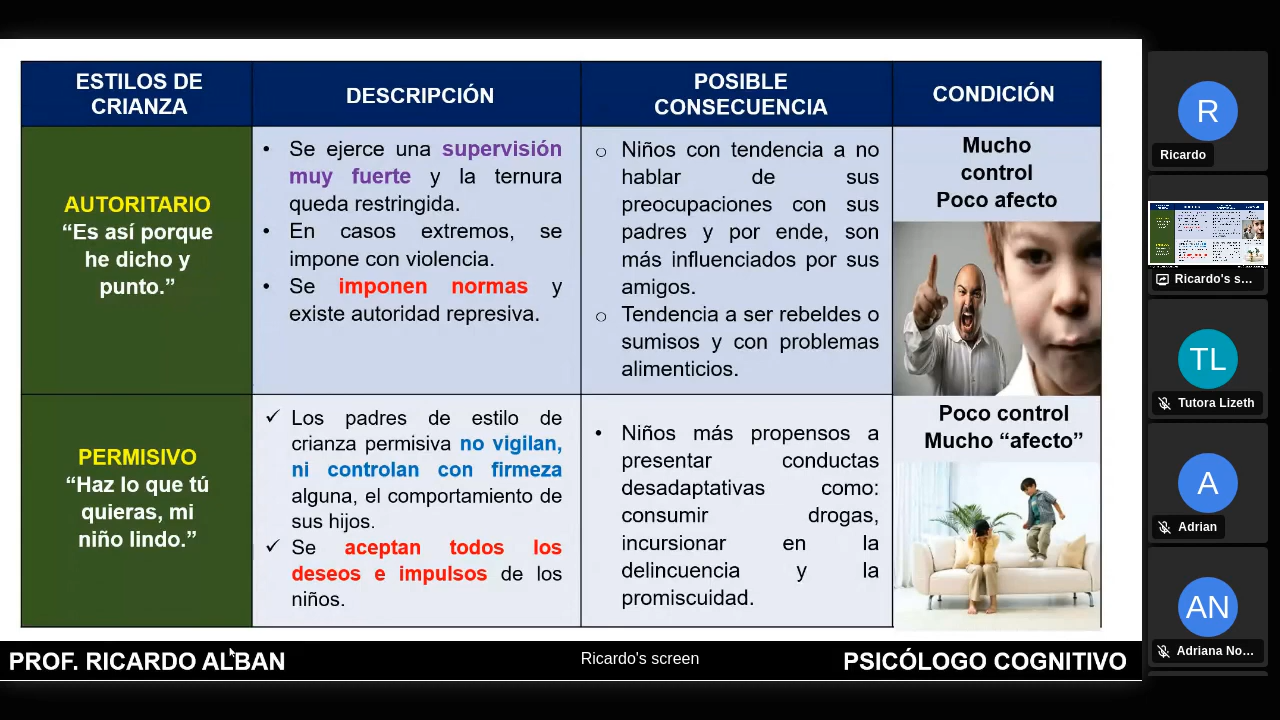 ESTILOS DE
CRIANZA
DESCRIPCIÓN
POSIBLE
CONSECUENCIA
CONDICIÓN
AUTORITARIO
“Es así porque
he dicho y
punto.”
• Se ejerce una supervisión
muy fuerte y la ternura
queda restringida.
• En casos extremos, se
impone con violencia.
• Se imponen normas y
existe autoridad represiva.
o Niños con tendencia a no
hablar de sus
preocupaciones con sus
padres y por ende, son
más influenciados por sus
amigos.
o Tendencia a ser rebeldes o
sumisos y con problemas
alimenticios.
Mucho
control
Poco afecto
PERMISIVO
“Haz lo que tú
quieras, mi
niño lindo.”
✓ Los padres de estilo de
crianza permisiva no vigilan,
ni controlan con firmeza
alguna, el comportamiento de
sus hijos.
✓ Se aceptan todos los
deseos e impulsos de los
niños.
• Niños más propensos a
presentar conductas
desadaptativas como:
consumir drogas,
incursionar en la
delincuencia y la
promiscuidad.
Poco control
Mucho “afecto”
PROF. RICARDO ALBAN
Ricardo's screen
PSICÓLOGO COGNITIVO
R
Ricardo
Ricardo's s...
TL
Tutora Lizeth
A
Adrian
AN
Adriana No...